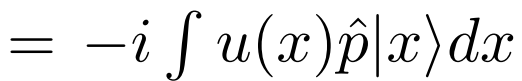 = −i ∫ u(x)p̂|x⟩dx